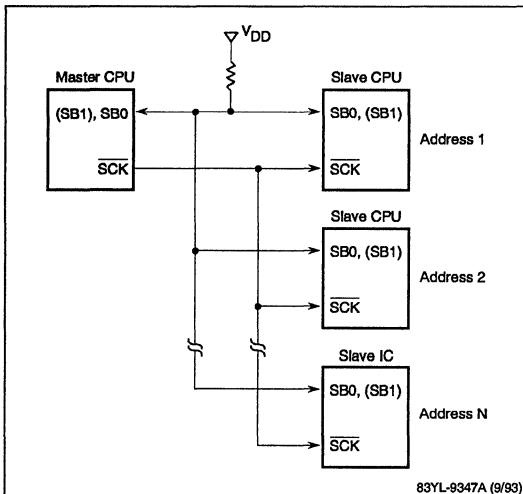 VDD
Master CPU
(SB1), SB0
SCK
Slave CPU
SB0, (SB1)
SCK
Address 1
Slave CPU
SB0, (SB1)
SCK
Address 2
Slave IC
SB0, (SB1)
SCK
Address N
83YL-9347A (9/93)